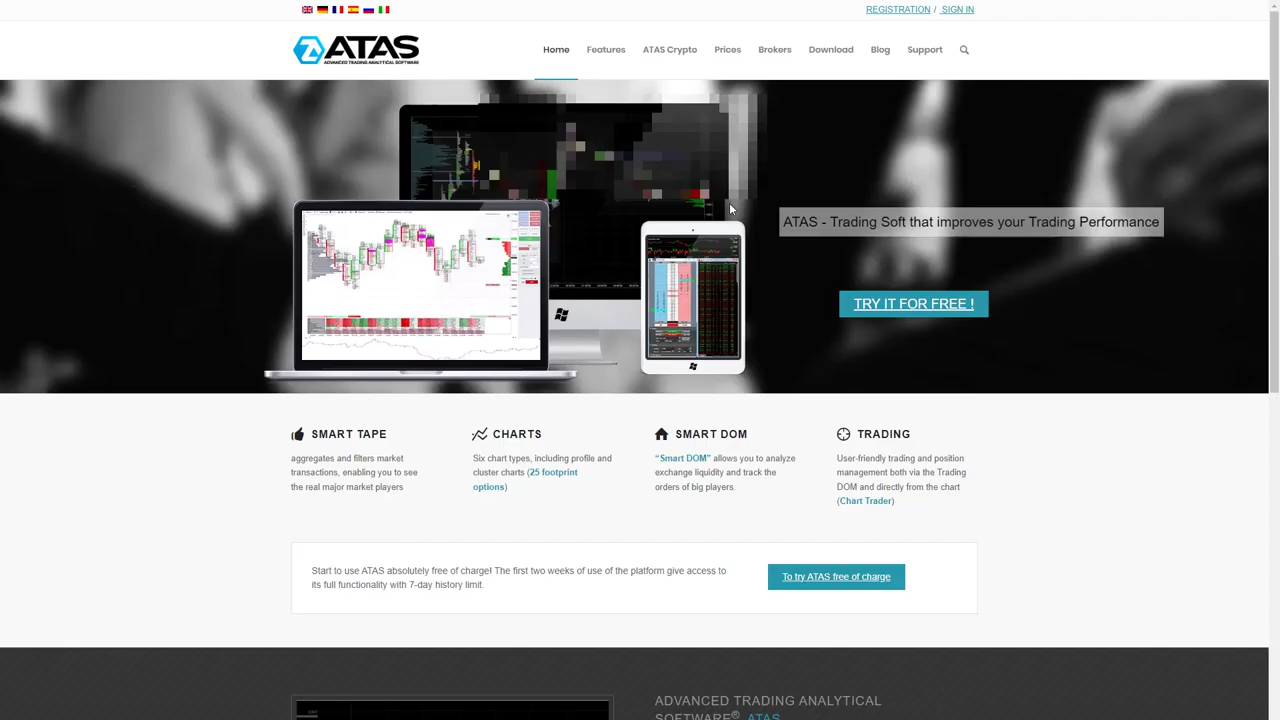 REGISTRATION / SIGN IN
ATAS
ADVANCED TRADING ANALYTICAL SOFTWARE
Home Features ATAS Crypto Prices Brokers Download Blog Support
ATAS - Trading Soft that improves your Trading Performance
TRY IT FOR FREE !
SMART TAPE
aggregates and filters market
transactions, enabling you to see
the real major market players
CHARTS
Six chart types, including profile and
cluster charts (25 footprint
options)
SMART DOM
“Smart DOM” allows you to analyze
exchange liquidity and track the
orders of big players.
TRADING
User-friendly trading and position
management both via the Trading
DOM and directly from the chart
(Chart Trader)
Start to use ATAS absolutely free of charge! The first two weeks of use of the platform give access to
its full functionality with 7-day history limit.
To try ATAS free of charge
ADVANCED TRADING ANALYTICAL
SOFTWARE® ATAS